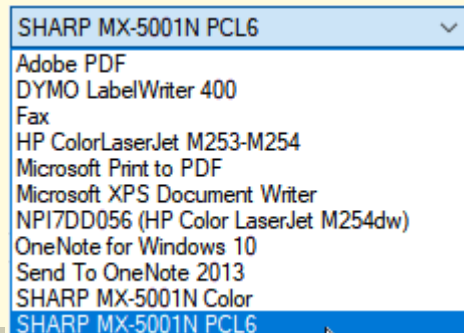 SHARP MX-5001N PCL6
Adobe PDF
DYMO LabelWriter 400
Fax
HP ColorLaserJet M253-M254
Microsoft Print to PDF
Microsoft XPS Document Writer
NPI7DD056 (HP Color LaserJet M254dw)
OneNote for Windows 10
Send To OneNote 2013
SHARP MX-5001N Color
SHARP MX-5001N PCL6